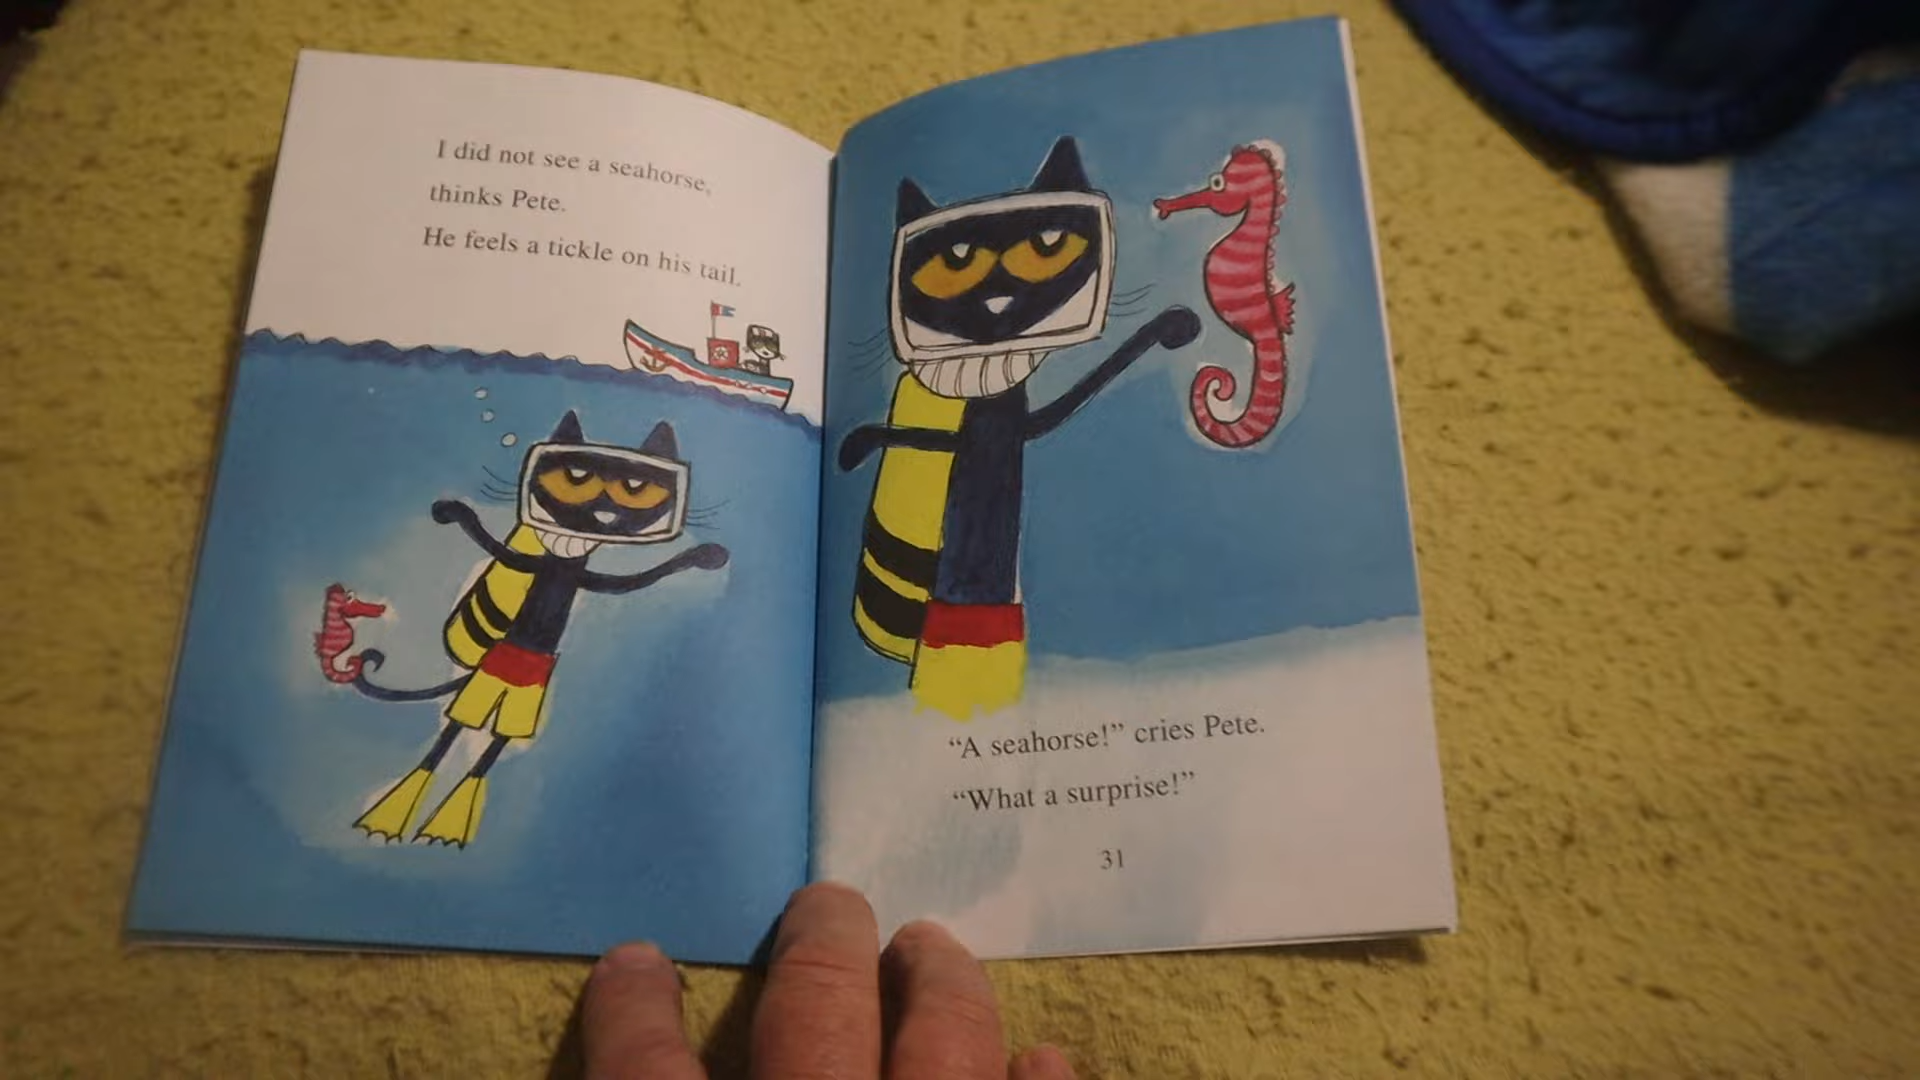 I did not see a seahorse,
thinks Pete.
He feels a tickle on his tail.
“A seahorse!” cries Pete.
“What a surprise!”
31